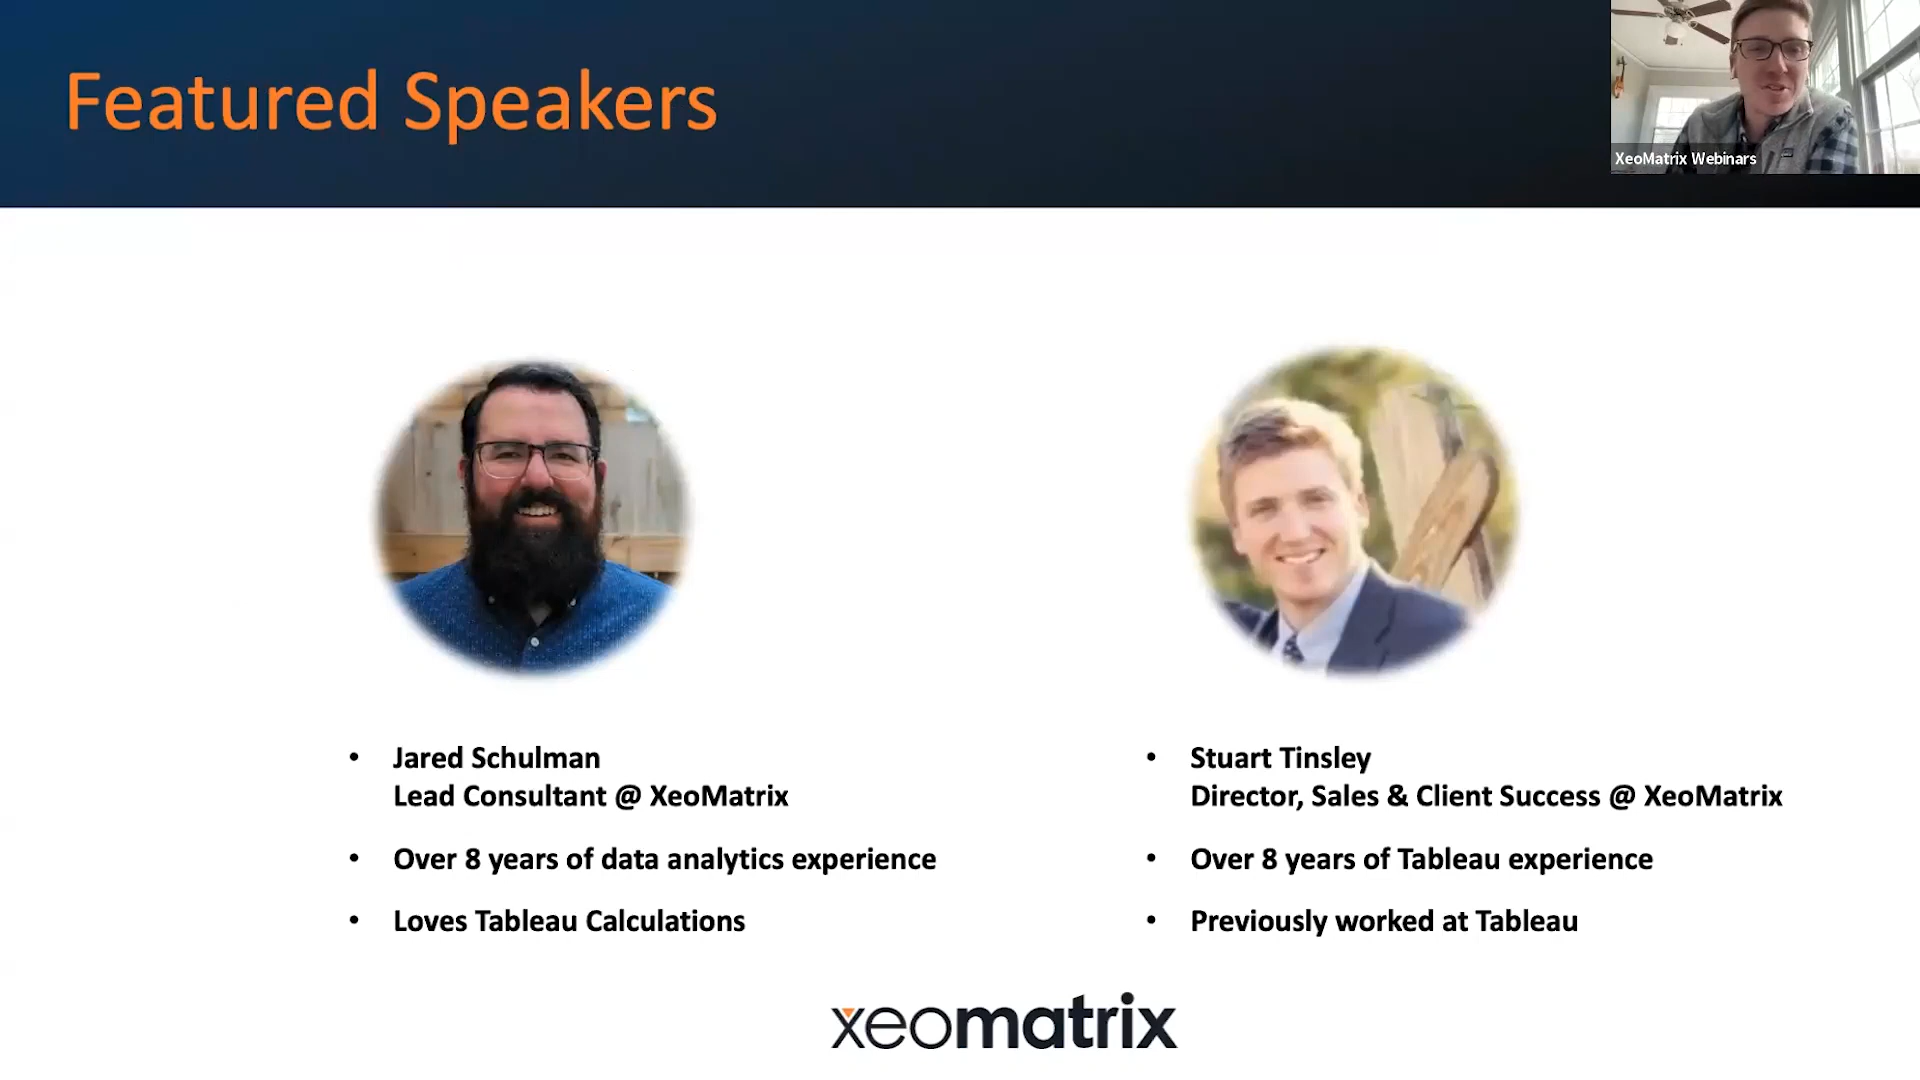 Featured Speakers
XeoMatrix Webinars
• Jared Schulman
Lead Consultant @ XeoMatrix
• Over 8 years of data analytics experience
• Loves Tableau Calculations
• Stuart Tinsley
Director, Sales & Client Success @ XeoMatrix
• Over 8 years of Tableau experience
• Previously worked at Tableau
xeomatrix